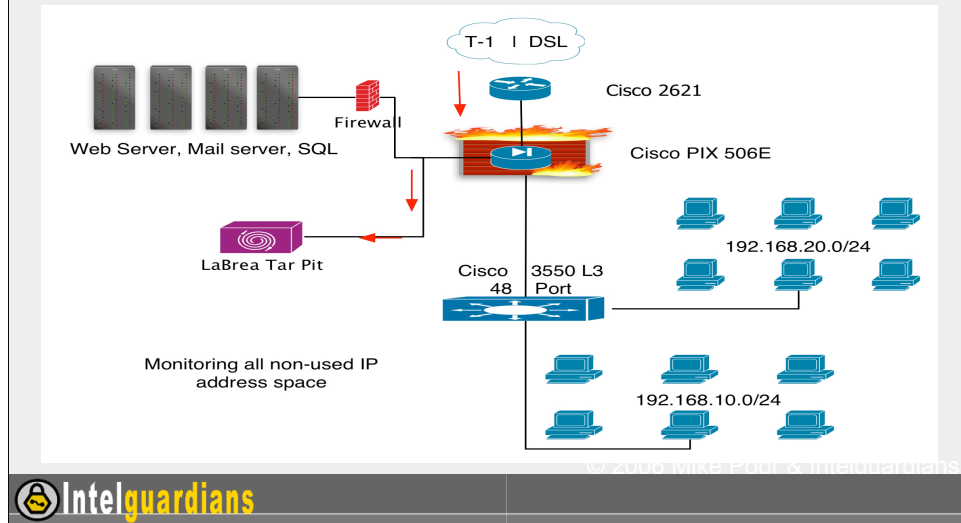 T-1 | DSL
Cisco 2621
Firewall
Web Server, Mail server, SQL
Cisco PIX 506E
192.168.20.0/24
LaBrea Tar Pit
Cisco 3550 L3
48 Port
Monitoring all non-used IP
address space
192.168.10.0/24
© 2006 Mike Poor & Intelguardians
Intelguardians